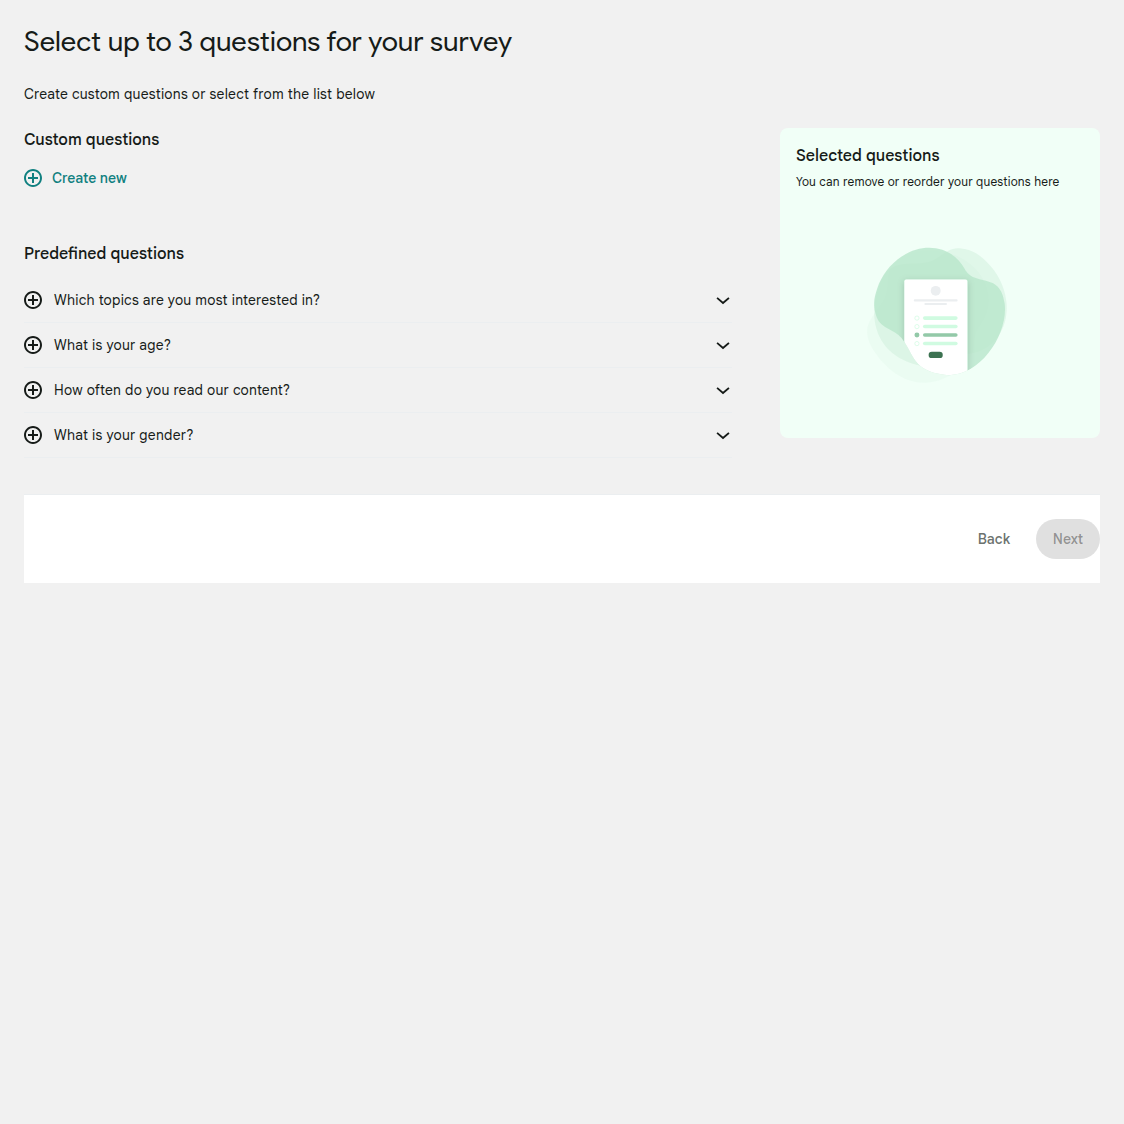 Select up to 3 questions for your survey
Create custom questions or select from the list below
Custom questions
Create new
Predefined questions
Which topics are you most interested in?
What is your age?
How often do you read our content?
What is your gender?
Selected questions
You can remove or reorder your questions here
Back
Next